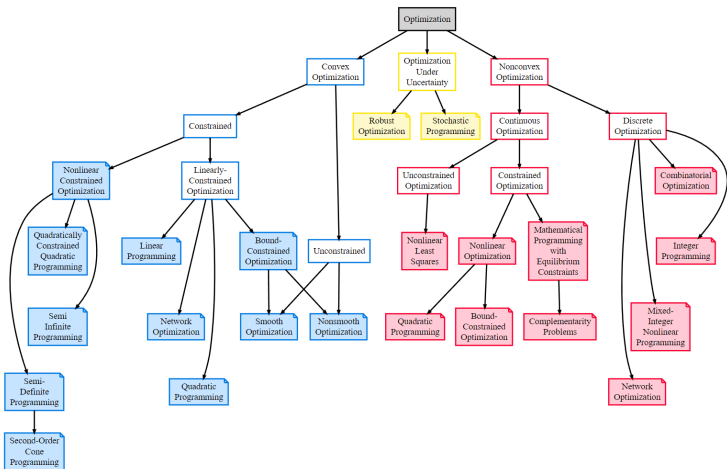 Optimization
Convex
Optimization
Optimization
Under
Uncertainty
Nonconvex
Optimization
Constrained
Robust
Optimization
Stochastic
Programming
Continuous
Optimization
Discrete
Optimization
Nonlinear
Constrained
Optimization
Linearly-
Constrained
Optimization
Unconstrained
Optimization
Constrained
Optimization
Combinatorial
Optimization
Quadratically
Constrained
Quadratic
Programming
Linear
Programming
Bound-
Constrained
Optimization
Unconstrained
Nonlinear
Least
Squares
Nonlinear
Optimization
Mathematical
Programming
with
Equilibrium
Constraints
Integer
Programming
Semi
Infinite
Programming
Network
Optimization
Smooth
Optimization
Nonsmooth
Optimization
Quadratic
Programming
Bound-
Constrained
Optimization
Complementarity
Problems
Mixed-
Integer
Nonlinear
Programming
Semi-
Definite
Programming
Quadratic
Programming
Network
Optimization
Second-Order
Cone
Programming